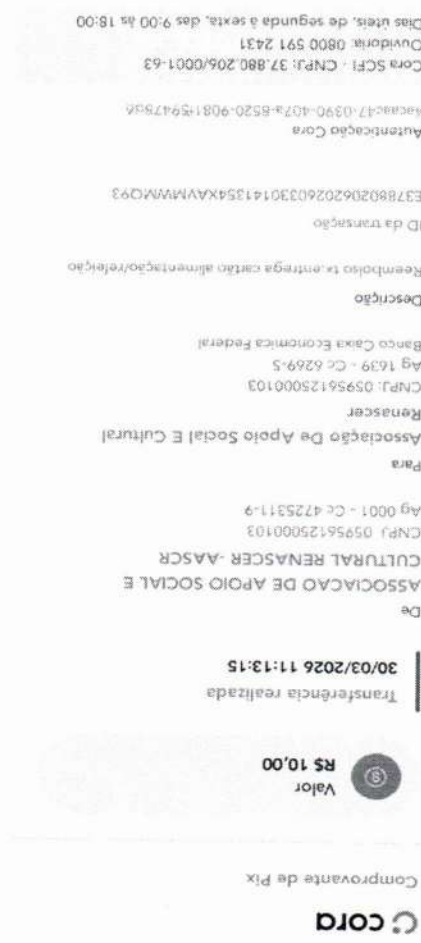 cora
Comprovante de Pix
Valor
R$ 10,00
Transferência realizada
30/03/2026 11:13:15
De
ASSOCIACAO DE APOIO SOCIAL E
CULTURAL RENASCER -AASCR
CNPJ 05956125000103
Ag 0001 - Cc 4725311-9
Para
Associação De Apoio Social E Cultural
Renascer
CNPJ: 05956125000103
Ag 1639 - Cc 6269-5
Banco Caixa Economica Federal
Descrição
Reembolso tx.entrega cartão alimentação/refeição
ID da transação
Autenticação Cora
Cora SCFI - CNPJ: 37.880.206/0001-63
Ouvidoria: 0800 591 2431
Dias úteis, de segunda à sexta, das 9:00 às 18:00